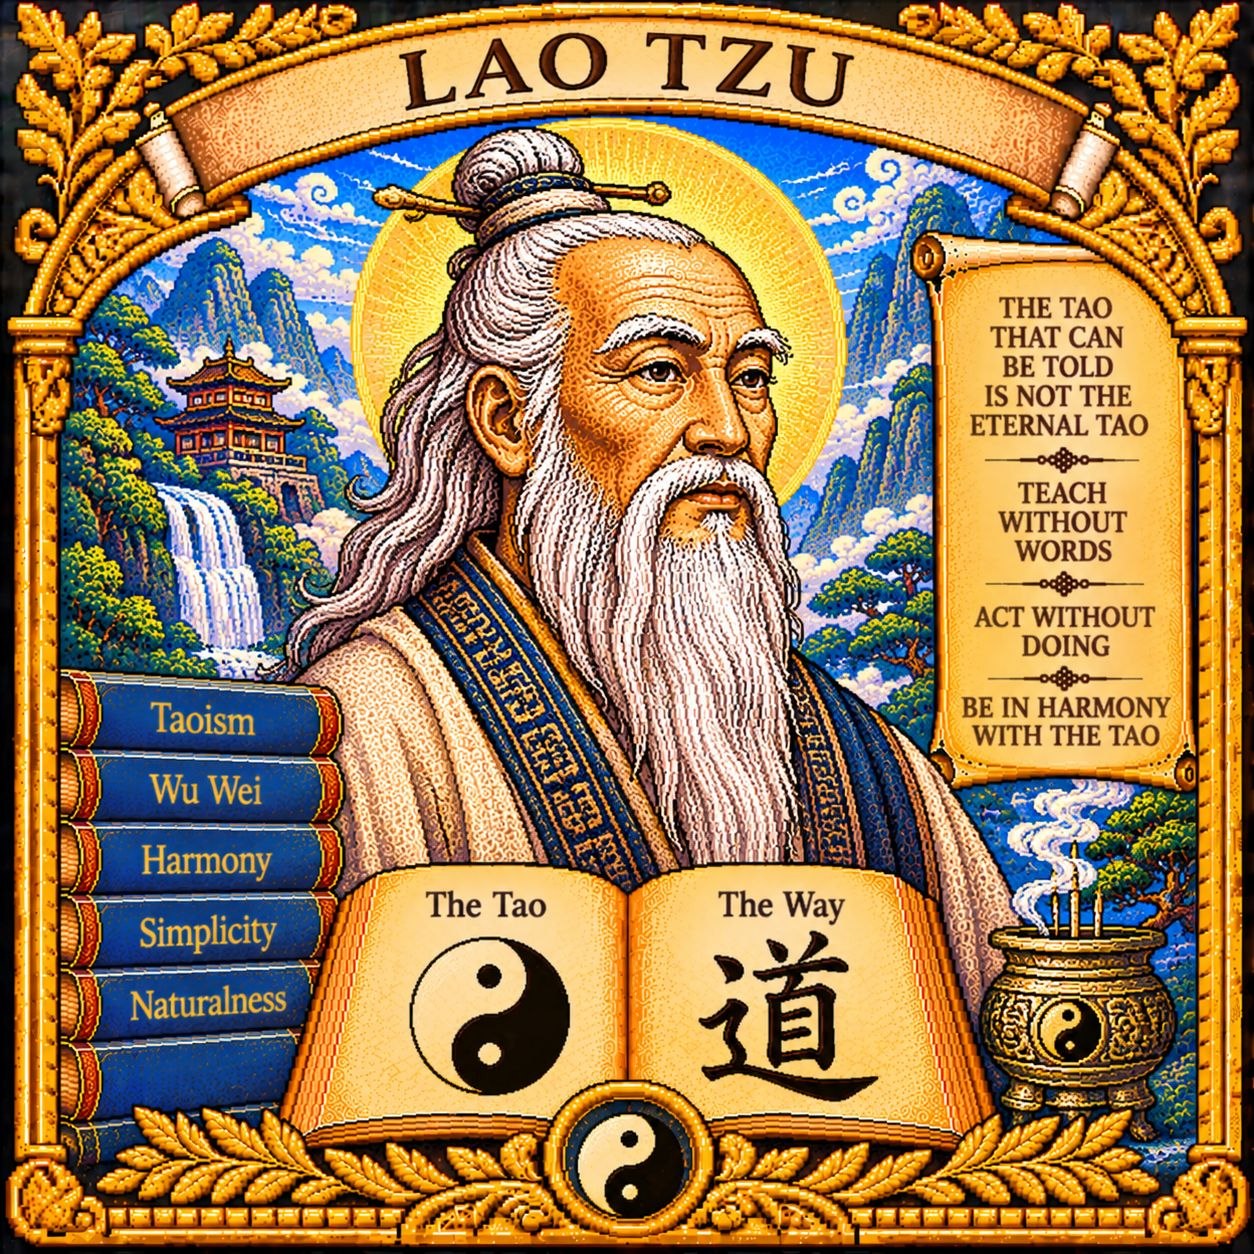 LAO TZU
THE TAO
THAT CAN
BE TOLD
IS NOT THE
ETERNAL TAO
TEACH
WITHOUT
WORDS
ACT WITHOUT
DOING
BE IN HARMONY
WITH THE TAO
Taoism
Wu Wei
Harmony
Simplicity
Naturalness
The Tao
The Way
道